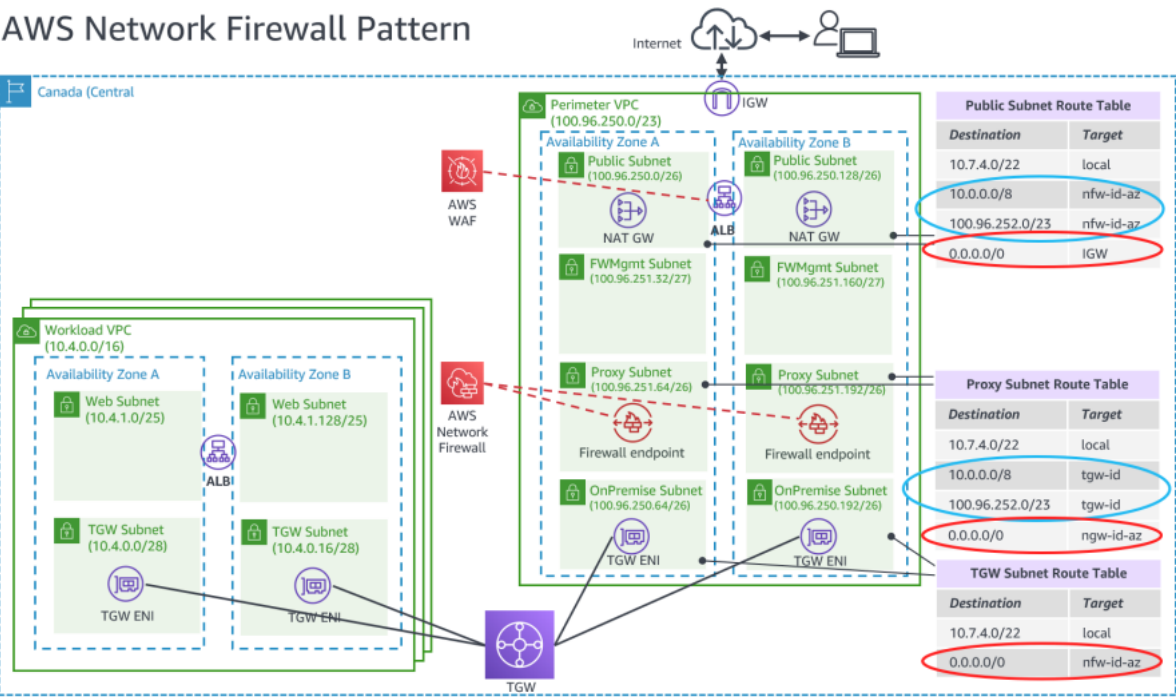 AWS Network Firewall Pattern
Internet
Canada (Central
IGW
Perimeter VPC
(100.96.250.0/23)
Availability Zone A
Public Subnet
(100.96.250.0/26)
NAT GW
FWMgmt Subnet
(100.96.251.32/27)
Proxy Subnet
(100.96.251.64/26)
Firewall endpoint
OnPremise Subnet
(100.96.250.64/26)
TGW ENI
Availability Zone B
Public Subnet
(100.96.250.128/26)
NAT GW
FWMgmt Subnet
(100.96.251.160/27)
Proxy Subnet
(100.96.251.192/26)
Firewall endpoint
OnPremise Subnet
(100.96.250.192/26)
TGW ENI
ALB
AWS
WAF
AWS
Network
Firewall
Workload VPC
(10.4.0.0/16)
Availability Zone A
Web Subnet
(10.4.1.0/25)
TGW Subnet
(10.4.0.0/28)
TGW ENI
Availability Zone B
Web Subnet
(10.4.1.128/25)
TGW Subnet
(10.4.0.16/28)
TGW ENI
ALB
TGW
Public Subnet Route Table
Destination Target
10.7.4.0/22 local
10.0.0.0/8 nfw-id-az
100.96.252.0/23 nfw-id-az
0.0.0.0/0 IGW
Proxy Subnet Route Table
Destination Target
10.7.4.0/22 local
10.0.0.0/8 tgw-id
100.96.252.0/23 tgw-id
0.0.0.0/0 ngw-id-az
TGW Subnet Route Table
Destination Target
10.7.4.0/22 local
0.0.0.0/0 nfw-id-az